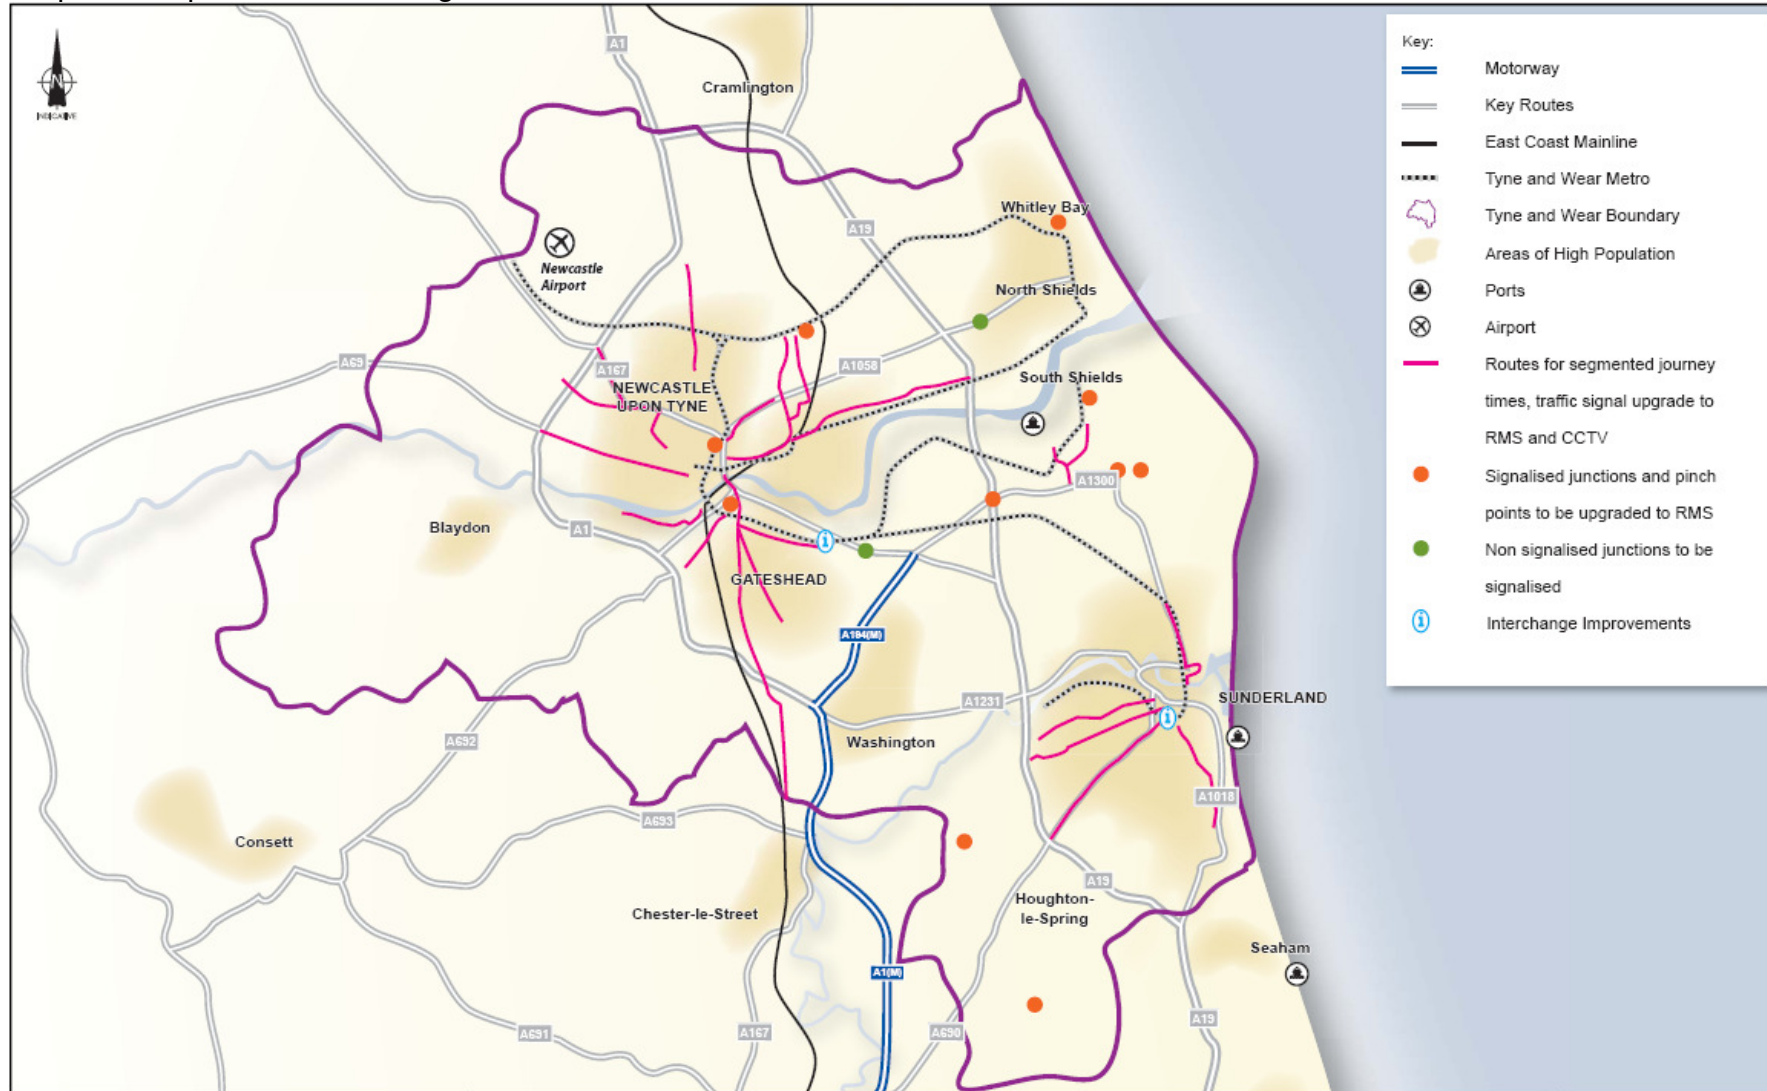 N
INDICATIVE
A1
Cramlington
A19
Whitley Bay
Newcastle
Airport
North Shields
A69
A167
A1058
NEWCASTLE
UPON TYNE
South Shields
A1300
Blaydon
A1
GATESHEAD
A194(M)
A1231
SUNDERLAND
A692
Washington
A1018
A693
Consett
A19
Chester-le-Street
Houghton-
le-Spring
Seaham
A1(M)
A691
A167
A690
A19
Key:
Motorway
Key Routes
East Coast Mainline
Tyne and Wear Metro
Tyne and Wear Boundary
Areas of High Population
Ports
Airport
Routes for segmented journey
times, traffic signal upgrade to
RMS and CCTV
Signalised junctions and pinch
points to be upgraded to RMS
Non signalised junctions to be
signalised
Interchange Improvements